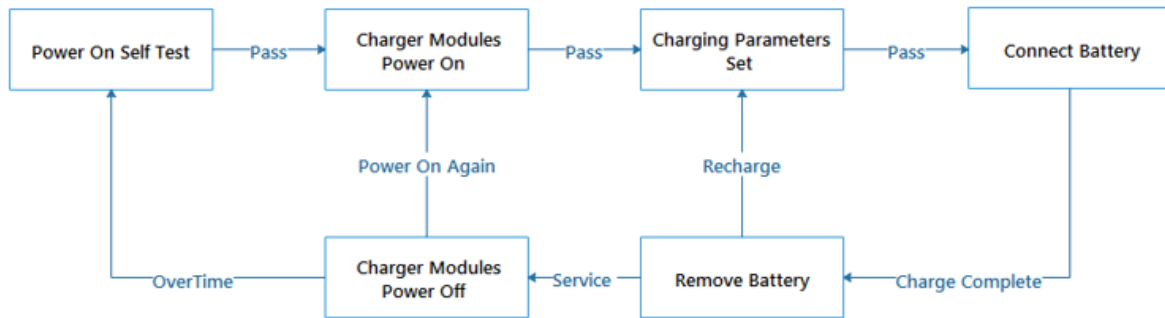 Power On Self Test
Pass
Charger Modules
Power On
Pass
Charging Parameters
Set
Pass
Connect Battery
Power On Again
Recharge
OverTime
Charger Modules
Power Off
Service
Remove Battery
Charge Complete